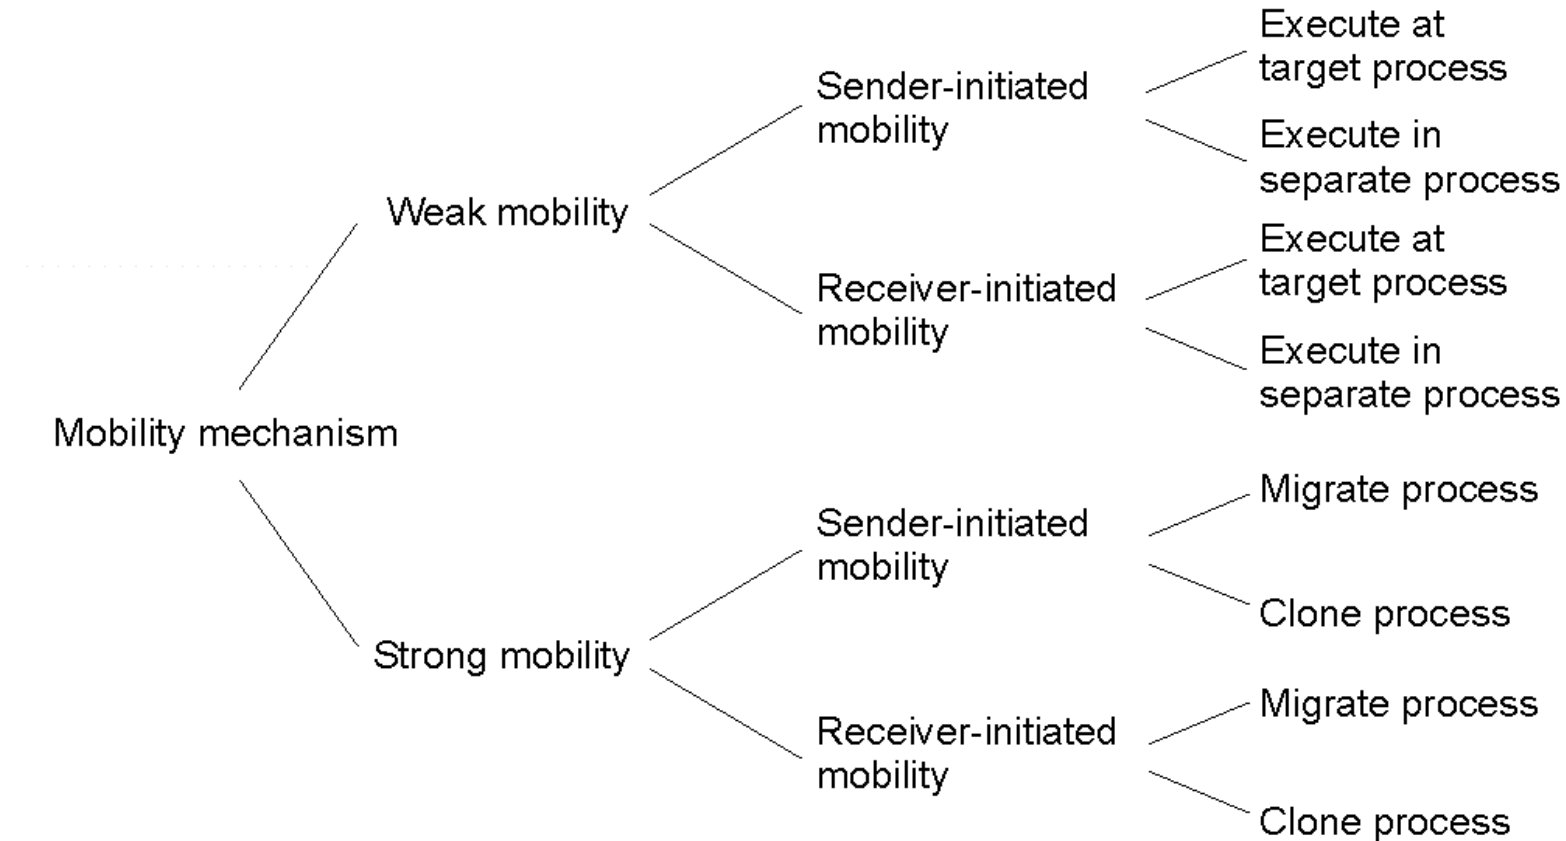 Execute at
target process
Sender-initiated
mobility
Execute in
separate process
Weak mobility
Execute at
target process
Receiver-initiated
mobility
Execute in
separate process
Mobility mechanism
Migrate process
Sender-initiated
mobility
Clone process
Strong mobility
Migrate process
Receiver-initiated
mobility
Clone process